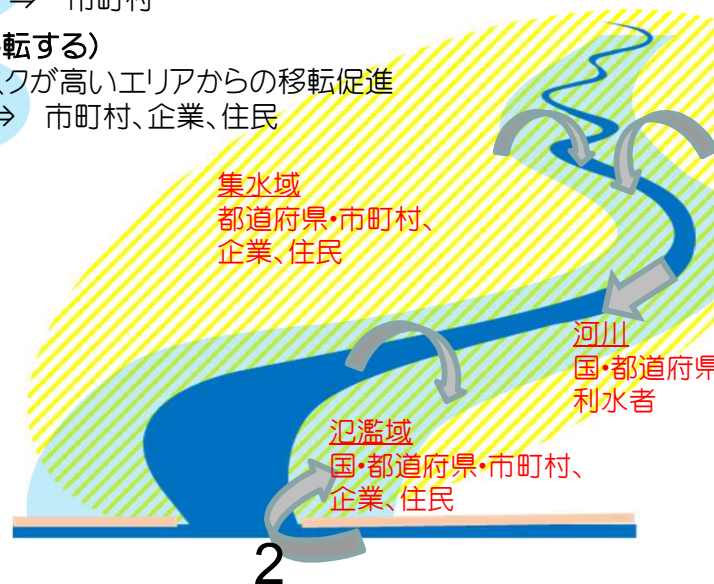 ⇒ 市町村
転する)
クが高いエリアからの移転促進
⇒ 市町村、企業、住民
集水域
都道府県・市町村、
企業、住民
河川
国・都道府県
利水者
氾濫域
国・都道府県・市町村、
企業、住民
2